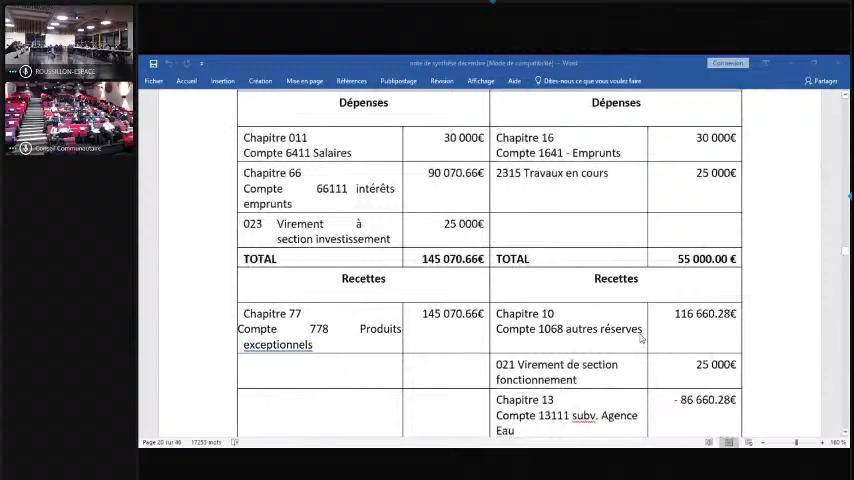 ROUSSILLON-ESPACE
Conseil Communautaire
note de synthèse décembre [Mode de compatibilité] - Word
Connexion
Fichier Accueil Insertion Création Mise en page Références Publipostage Révision Affichage Aide Dites-nous ce que vous voulez faire Partager
Dépenses Dépenses
Chapitre 011 30 000€ Chapitre 16 30 000€
Compte 6411 Salaires Compte 1641 - Emprunts
Chapitre 66 90 070.66€ 2315 Travaux en cours 25 000€
Compte 66111 intérêts
emprunts
023 Virement à 25 000€
section investissement
TOTAL 145 070.66€ TOTAL 55 000.00 €
Recettes Recettes
Chapitre 77 145 070.66€ Chapitre 10 116 660.28€
Compte 778 Produits Compte 1068 autres réserves
exceptionnels
021 Virement de section 25 000€
fonctionnement
Chapitre 13 - 86 660.28€
Compte 13111 subv. Agence
Eau
Page 20 sur 46 17253 mots
160 %